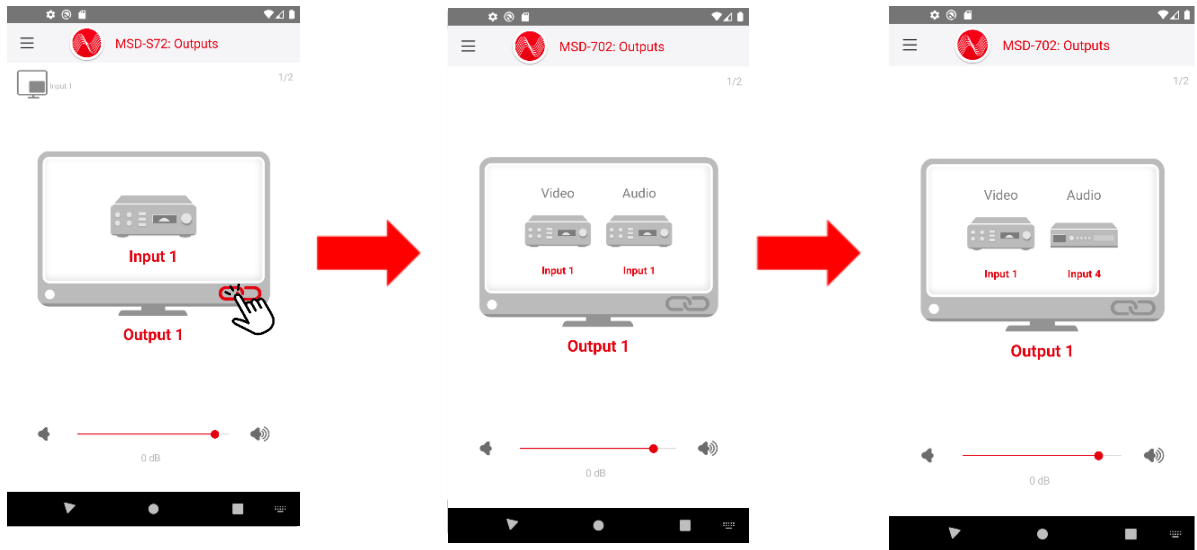 MSD-S72: Outputs
Input 1
1/2
Input 1
Output 1
0 dB
MSD-702: Outputs
1/2
Video Audio
Input 1 Input 1
Output 1
0 dB
MSD-702: Outputs
1/2
Video Audio
Input 1 Input 4
Output 1
0 dB